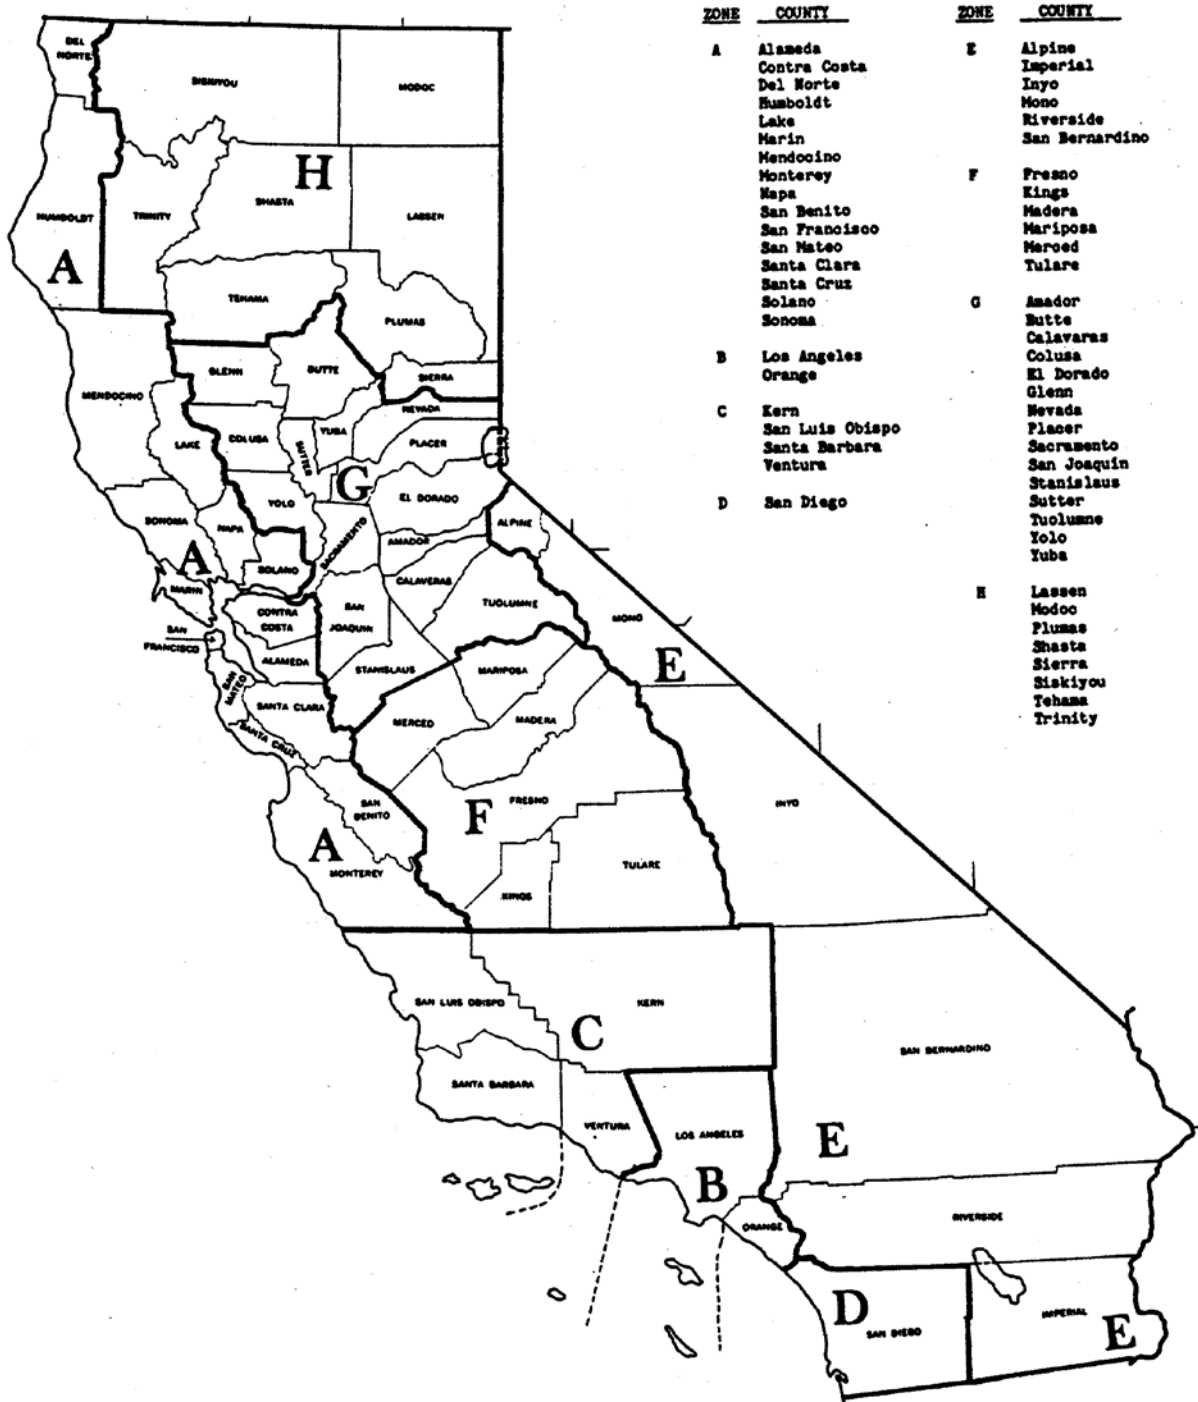 ZONE COUNTY ZONE COUNTY
A Alameda E Alpine
Contra Costa Imperial
Del Norte Inyo
Humboldt Mono
Lake Riverside
Marin San Bernardino
Mendocino
Monterey F Fresno
Napa Kings
San Benito Madera
San Francisco Mariposa
San Mateo Merced
Santa Clara Tulare
Santa Cruz
Solano G Amador
Sonoma Butte
Calavaras
B Los Angeles Colusa
Orange El Dorado
Glenn
C Kern Nevada
San Luis Obispo Placer
Santa Barbara Sacramento
Ventura San Joaquin
Stanislaus
D San Diego Sutter
Tuolumne
Yolo
Yuba
H Lassen
Modoc
Plumas
Shasta
Sierra
Siskiyou
Tehama
Trinity
DEL
NORTE
SISKIYOU
MODOC
H
HUMBOLDT
TRINITY
SHASTA
LASSEN
A
TEHAMA
PLUMAS
GLENN
BUTTE
SIERRA
MENDOCINO
NEVADA
LAKE
COLUSA
SUTTER
YUBA
PLACER
G
YOLO
EL DORADO
SONOMA
NAPA
SACRAMENTO
ALPINE
A
AMADOR
SOLANO
MARIN
CALAVERAS
CONTRA
COSTA
SAN
JOAQUIN
TUOLUMNE
MONO
SAN
FRANCISCO
ALAMEDA
STANISLAUS
MARIPOSA
E
SAN
MATEO
SANTA CLARA
MERCED
MADERA
SANTA CRUZ
SAN
BENITO
FRESNO
INYO
F
A
MONTEREY
TULARE
KINGS
SAN LUIS OBISPO
KERN
C
SAN BERNARDINO
SANTA BARBARA
VENTURA
LOS ANGELES
E
B
ORANGE
RIVERSIDE
D
SAN DIEGO
IMPERIAL
E